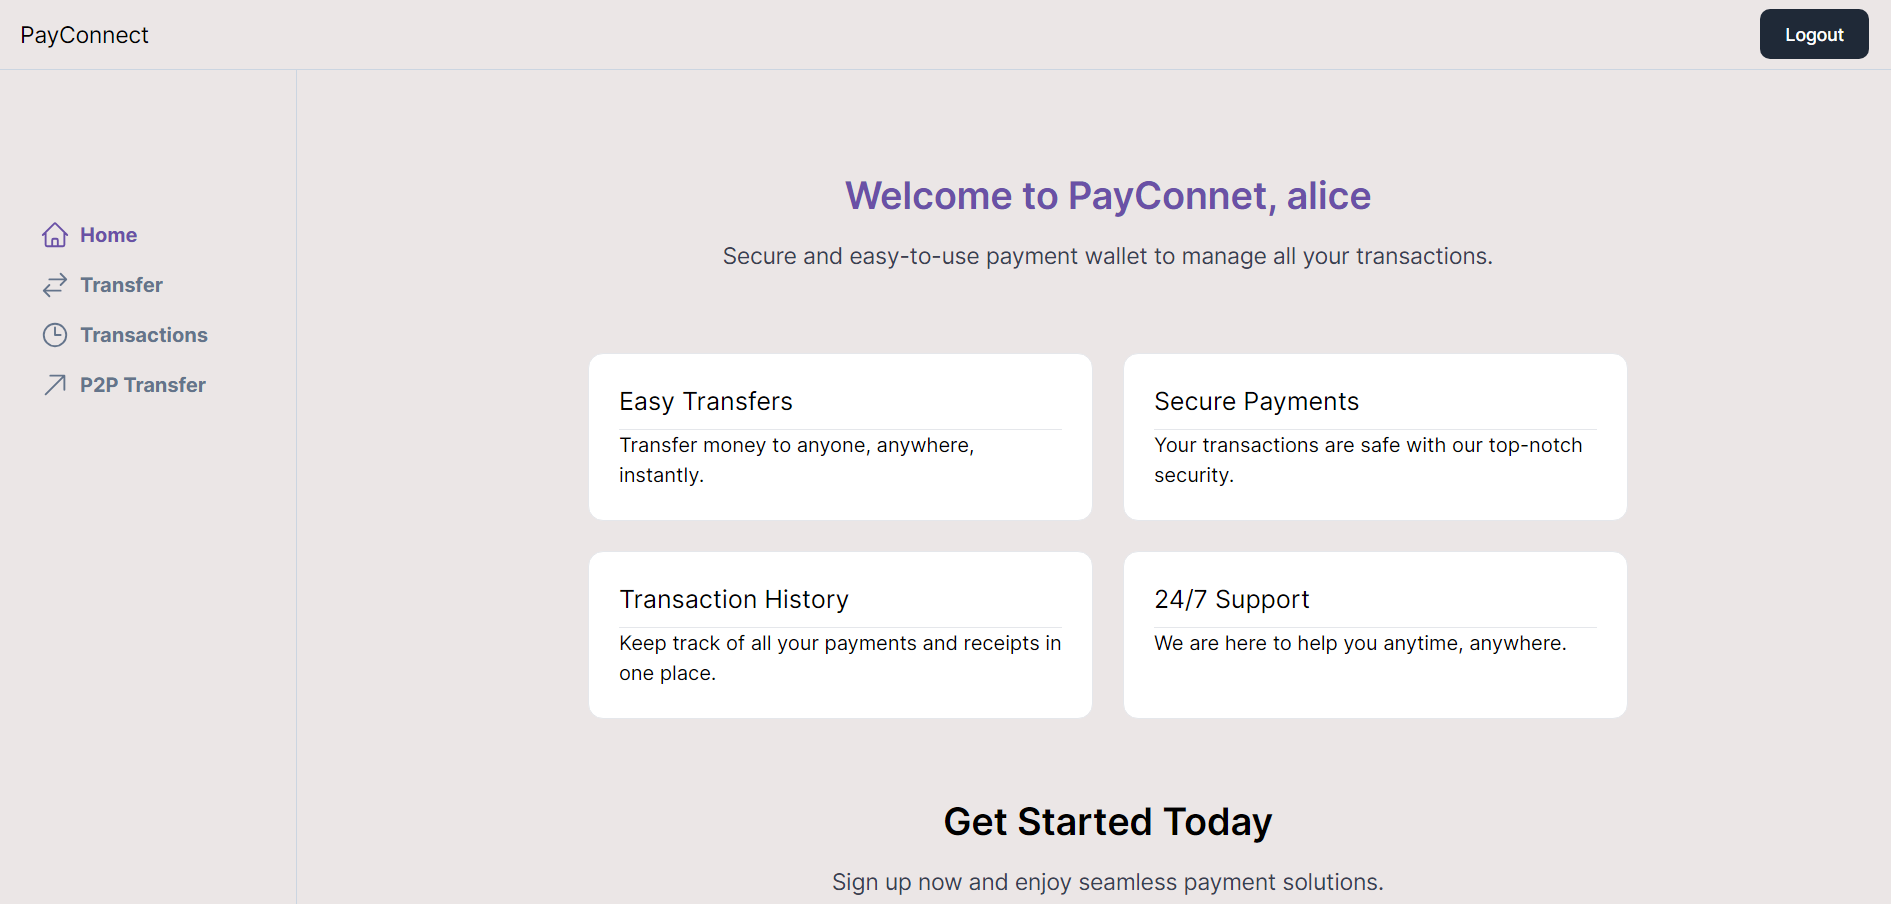 PayConnect
Logout
Home
Transfer
Transactions
P2P Transfer
Welcome to PayConnet, alice
Secure and easy-to-use payment wallet to manage all your transactions.
Easy Transfers
Transfer money to anyone, anywhere,
instantly.
Secure Payments
Your transactions are safe with our top-notch
security.
Transaction History
Keep track of all your payments and receipts in
one place.
24/7 Support
We are here to help you anytime, anywhere.
Get Started Today
Sign up now and enjoy seamless payment solutions.